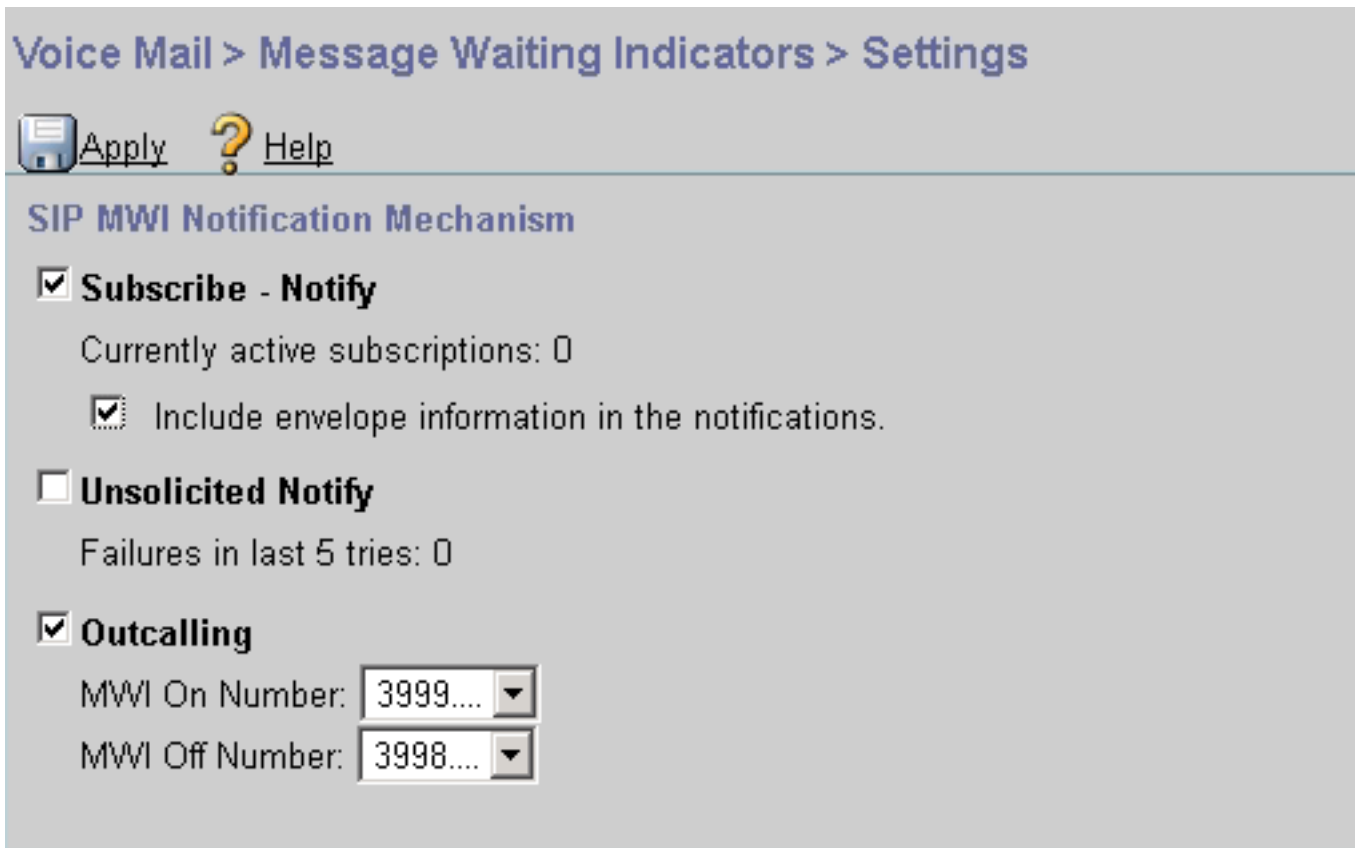 Voice Mail > Message Waiting Indicators > Settings
Apply Help
SIP MWI Notification Mechanism
Subscribe - Notify
Currently active subscriptions: 0
Include envelope information in the notifications.
Unsolicited Notify
Failures in last 5 tries: 0
Outcalling
MWI On Number: 3999....
MWI Off Number: 3998....